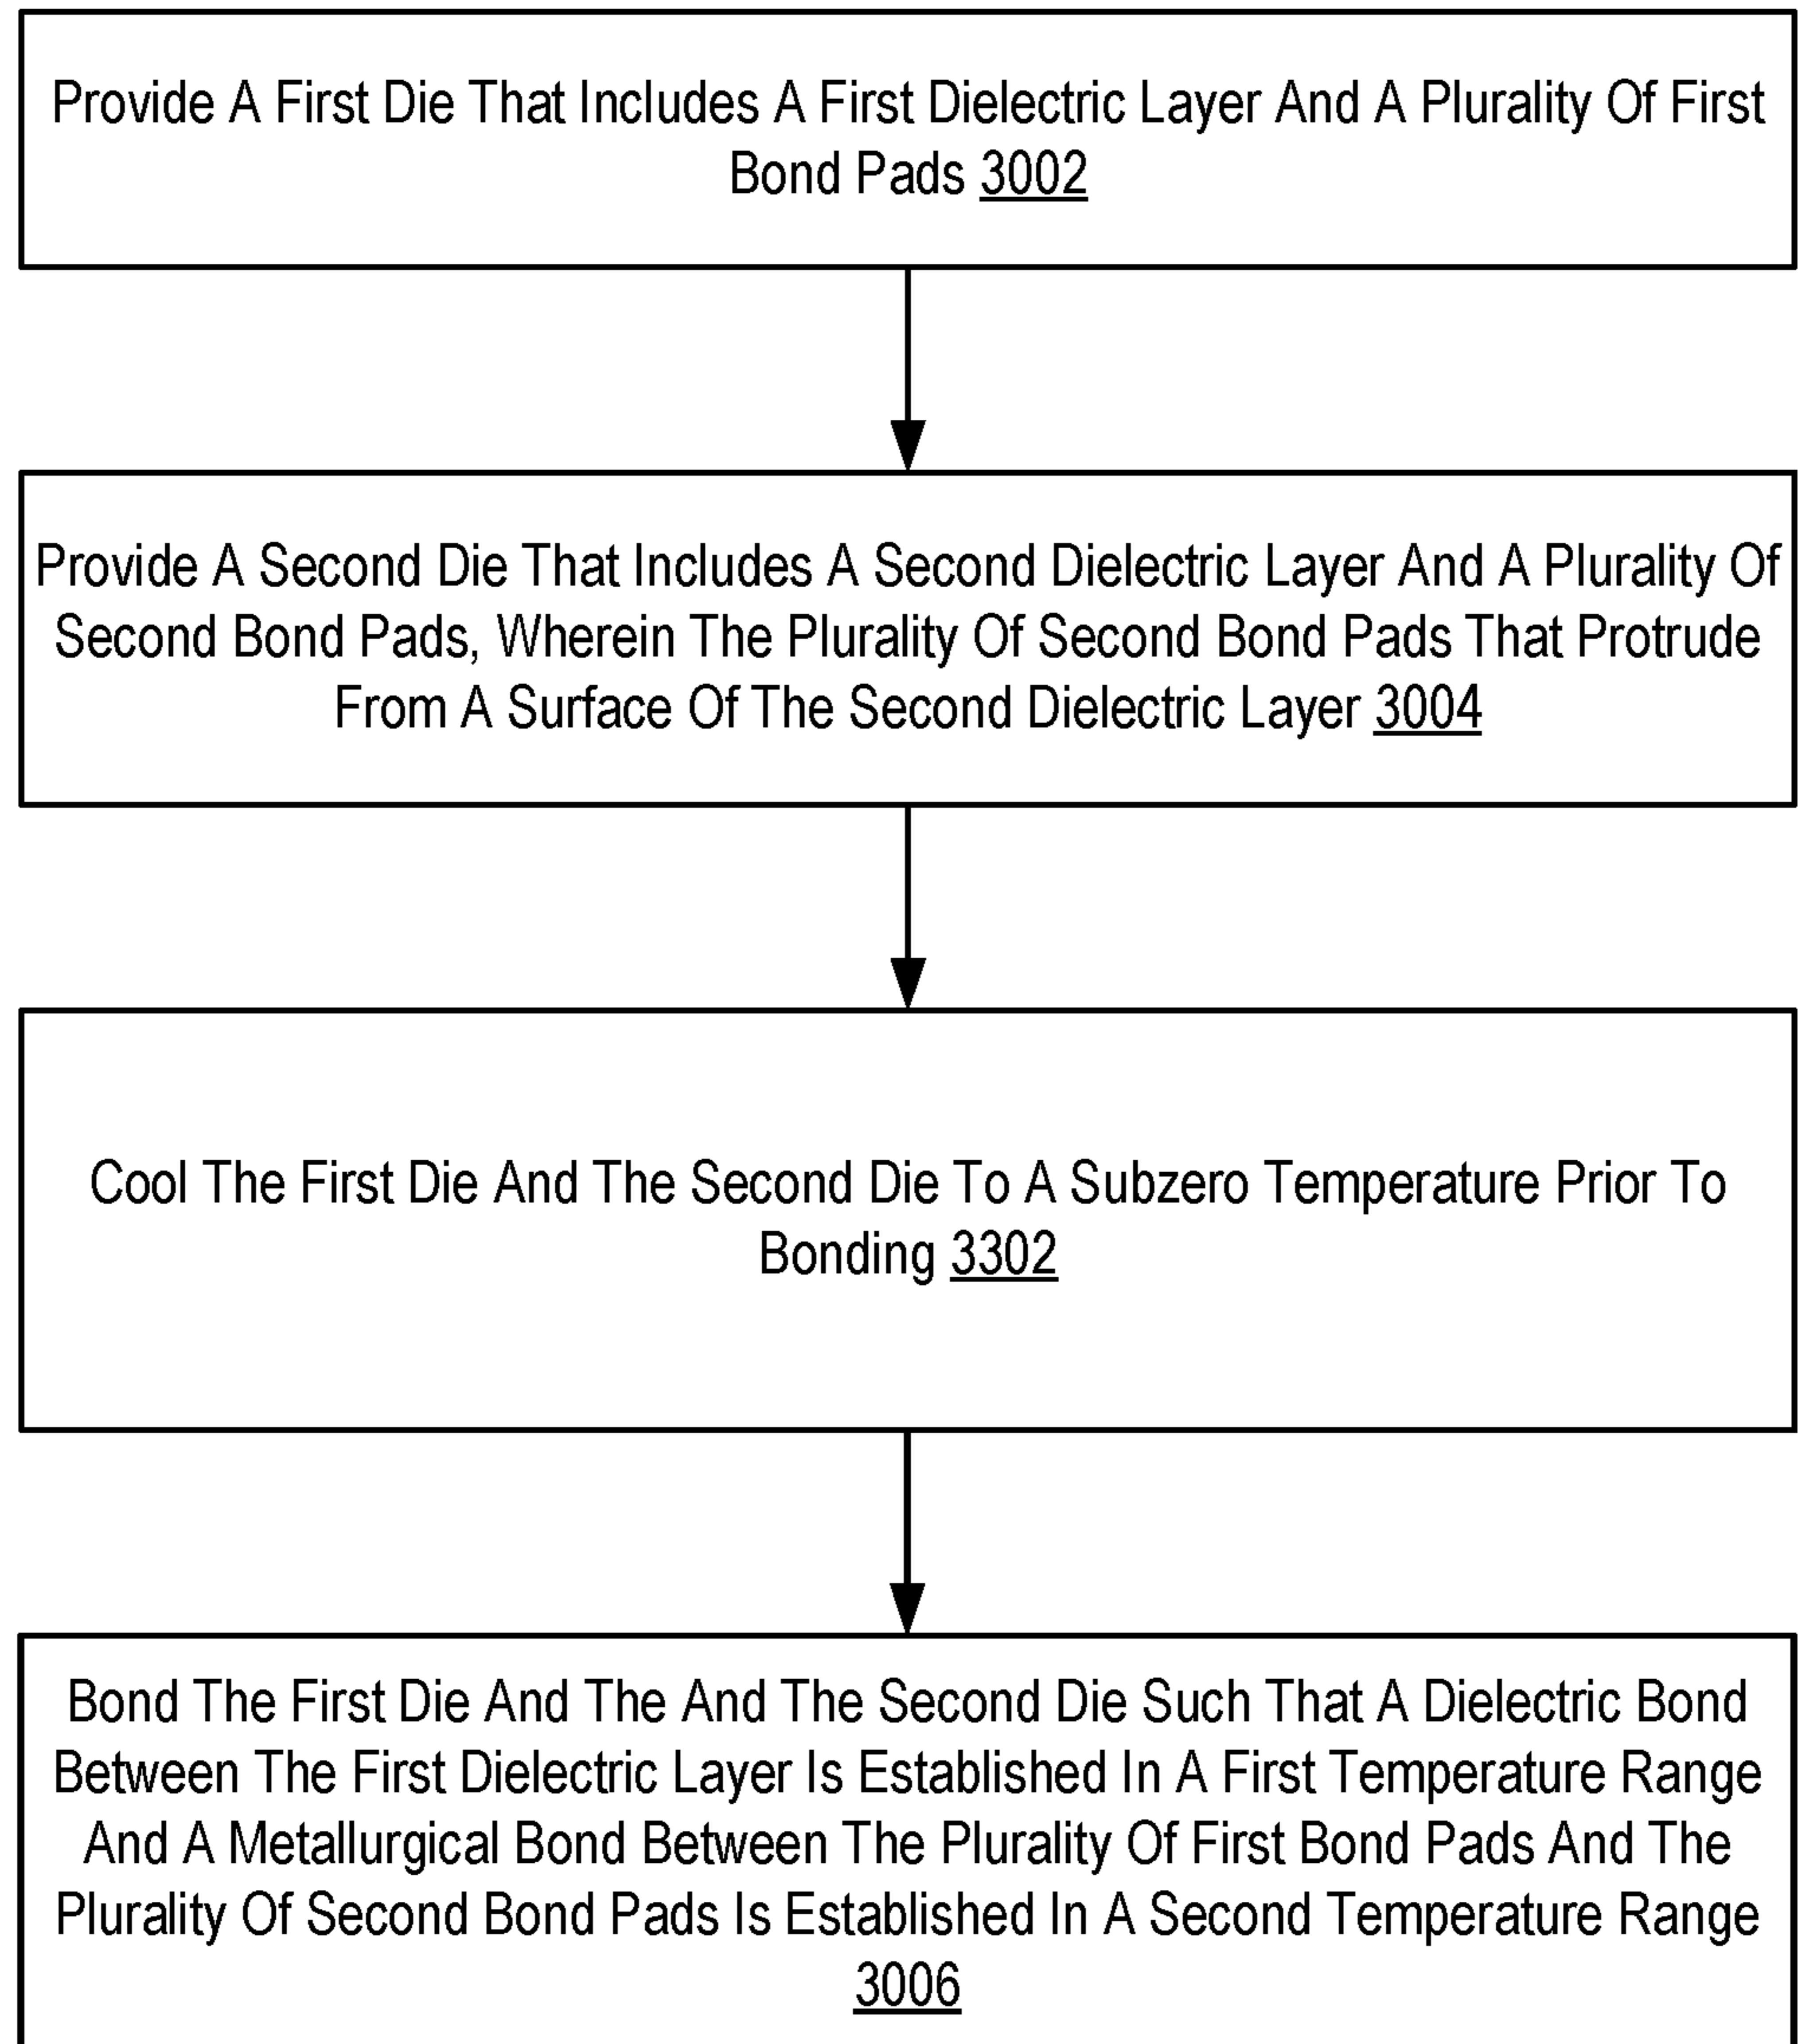 Provide A First Die That Includes A First Dielectric Layer And A Plurality Of First
Bond Pads 3002
Provide A Second Die That Includes A Second Dielectric Layer And A Plurality Of
Second Bond Pads, Wherein The Plurality Of Second Bond Pads That Protrude
From A Surface Of The Second Dielectric Layer 3004
Cool The First Die And The Second Die To A Subzero Temperature Prior To
Bonding 3302
Bond The First Die And The And The Second Die Such That A Dielectric Bond
Between The First Dielectric Layer Is Established In A First Temperature Range
And A Metallurgical Bond Between The Plurality Of First Bond Pads And The
Plurality Of Second Bond Pads Is Established In A Second Temperature Range
3006